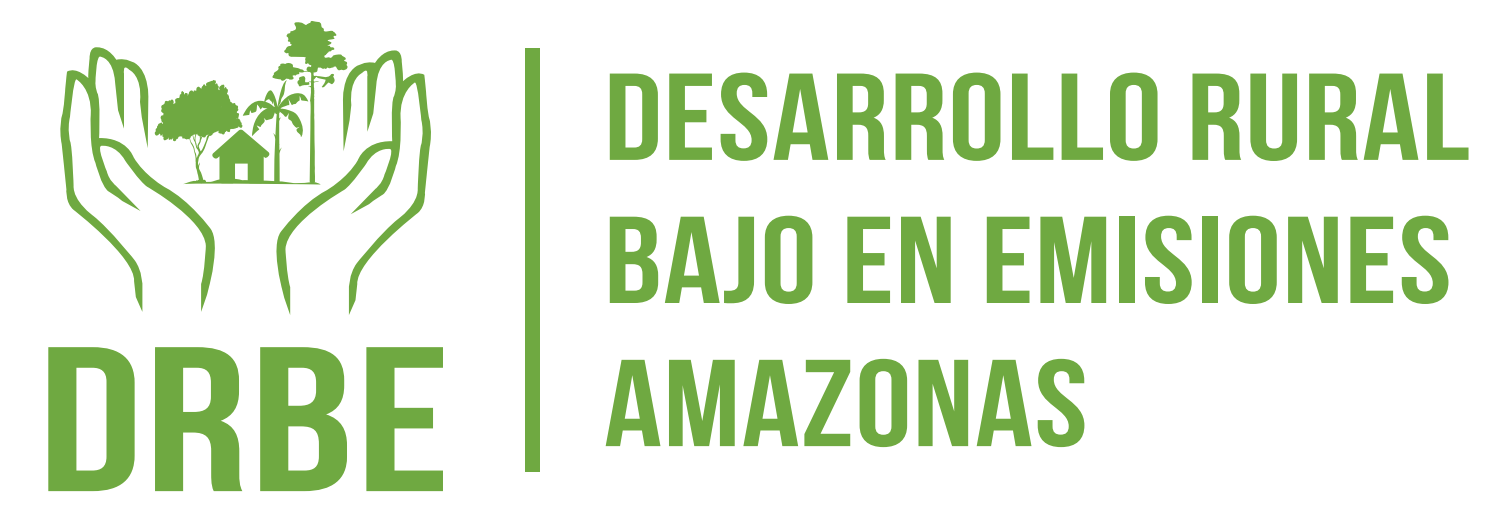 DRBE
DESARROLLO RURAL
BAJO EN EMISIONES
AMAZONAS